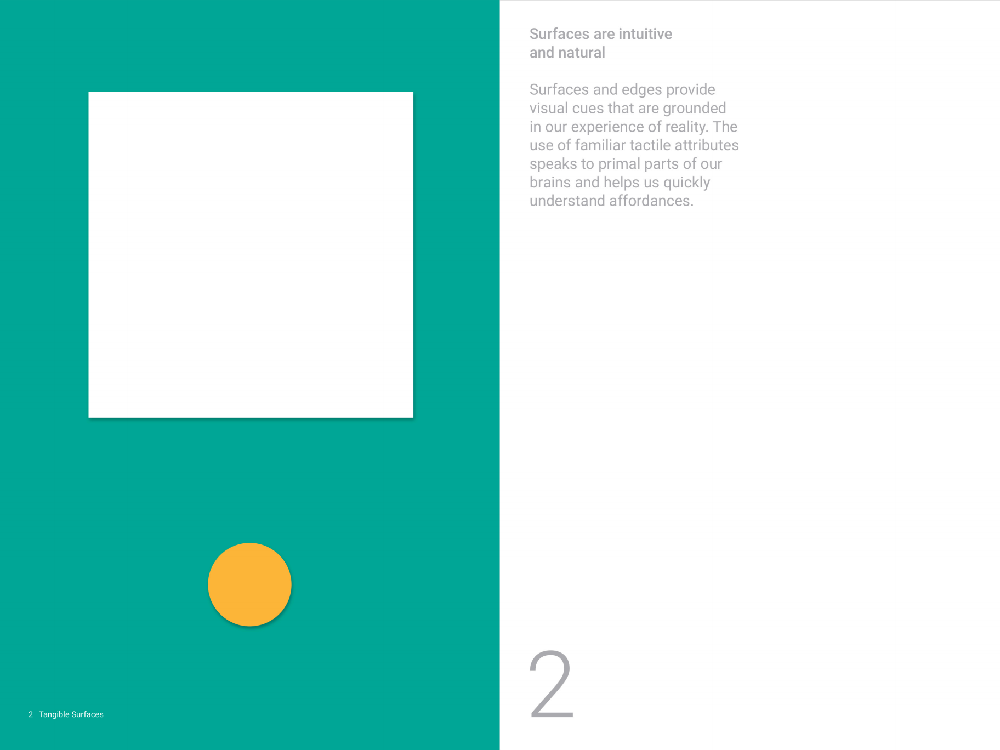 Surfaces are intuitive
and natural
Surfaces and edges provide
visual cues that are grounded
in our experience of reality. The
use of familiar tactile attributes
speaks to primal parts of our
brains and helps us quickly
understand affordances.
2
2 Tangible Surfaces